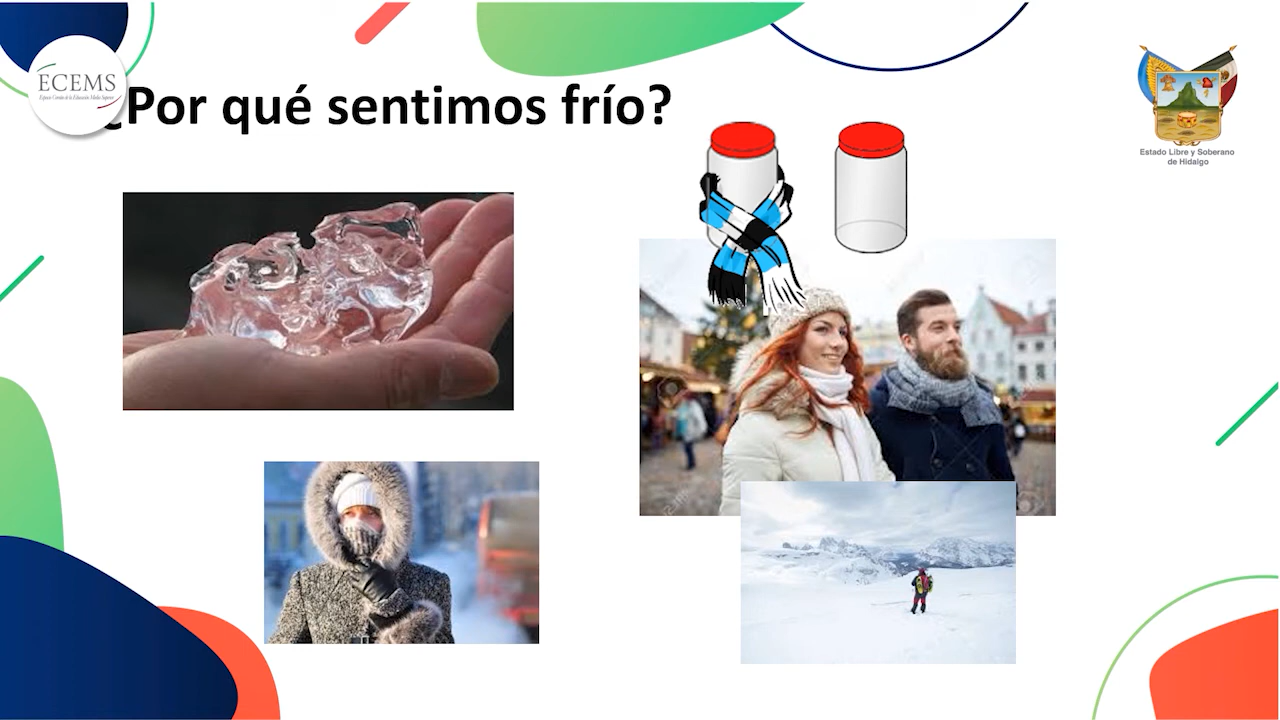 ECEMS
Espacio Común de la Educación Media Superior
¿Por qué sentimos frío?
Estado Libre y Soberano
de Hidalgo